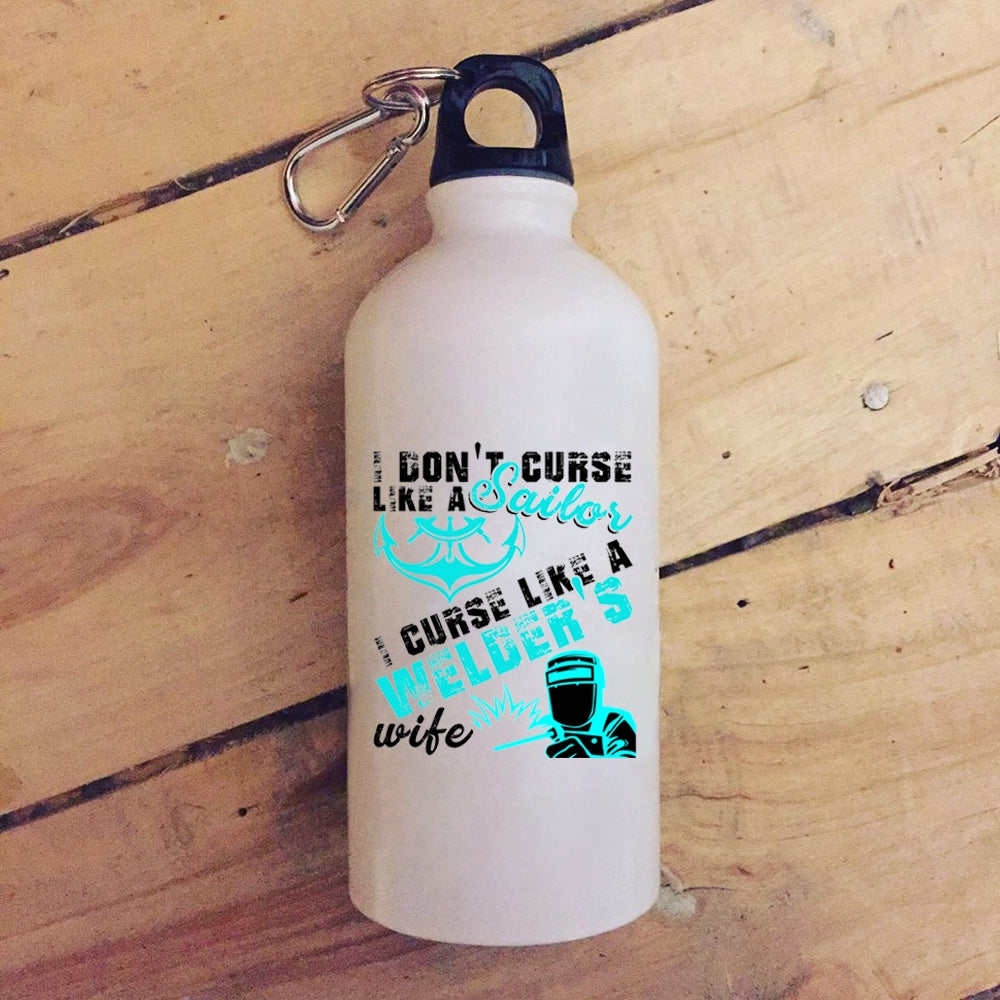 I DON'T CURSE
LIKE A Sailor
I CURSE LIKE A
WELDER'S
wife